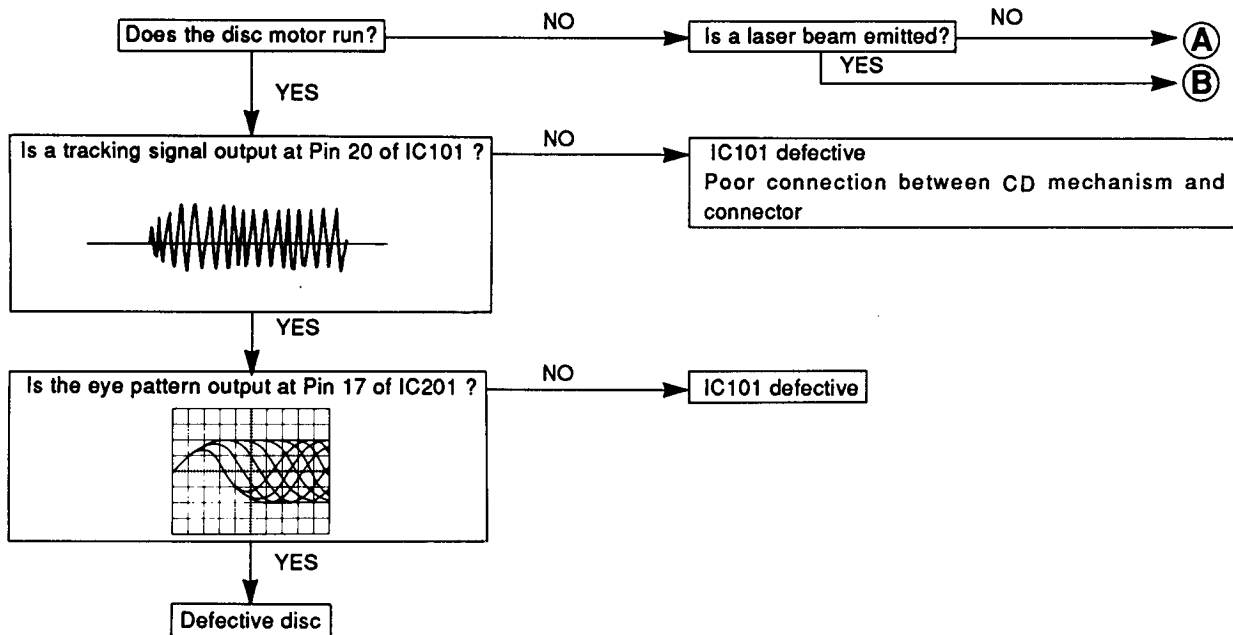 Does the disc motor run?
NO
Is a laser beam emitted?
NO
A
YES
B
YES
Is a tracking signal output at Pin 20 of IC101 ?
NO
IC101 defective
Poor connection between CD mechanism and
connector
YES
Is the eye pattern output at Pin 17 of IC201 ?
NO
IC101 defective
YES
Defective disc